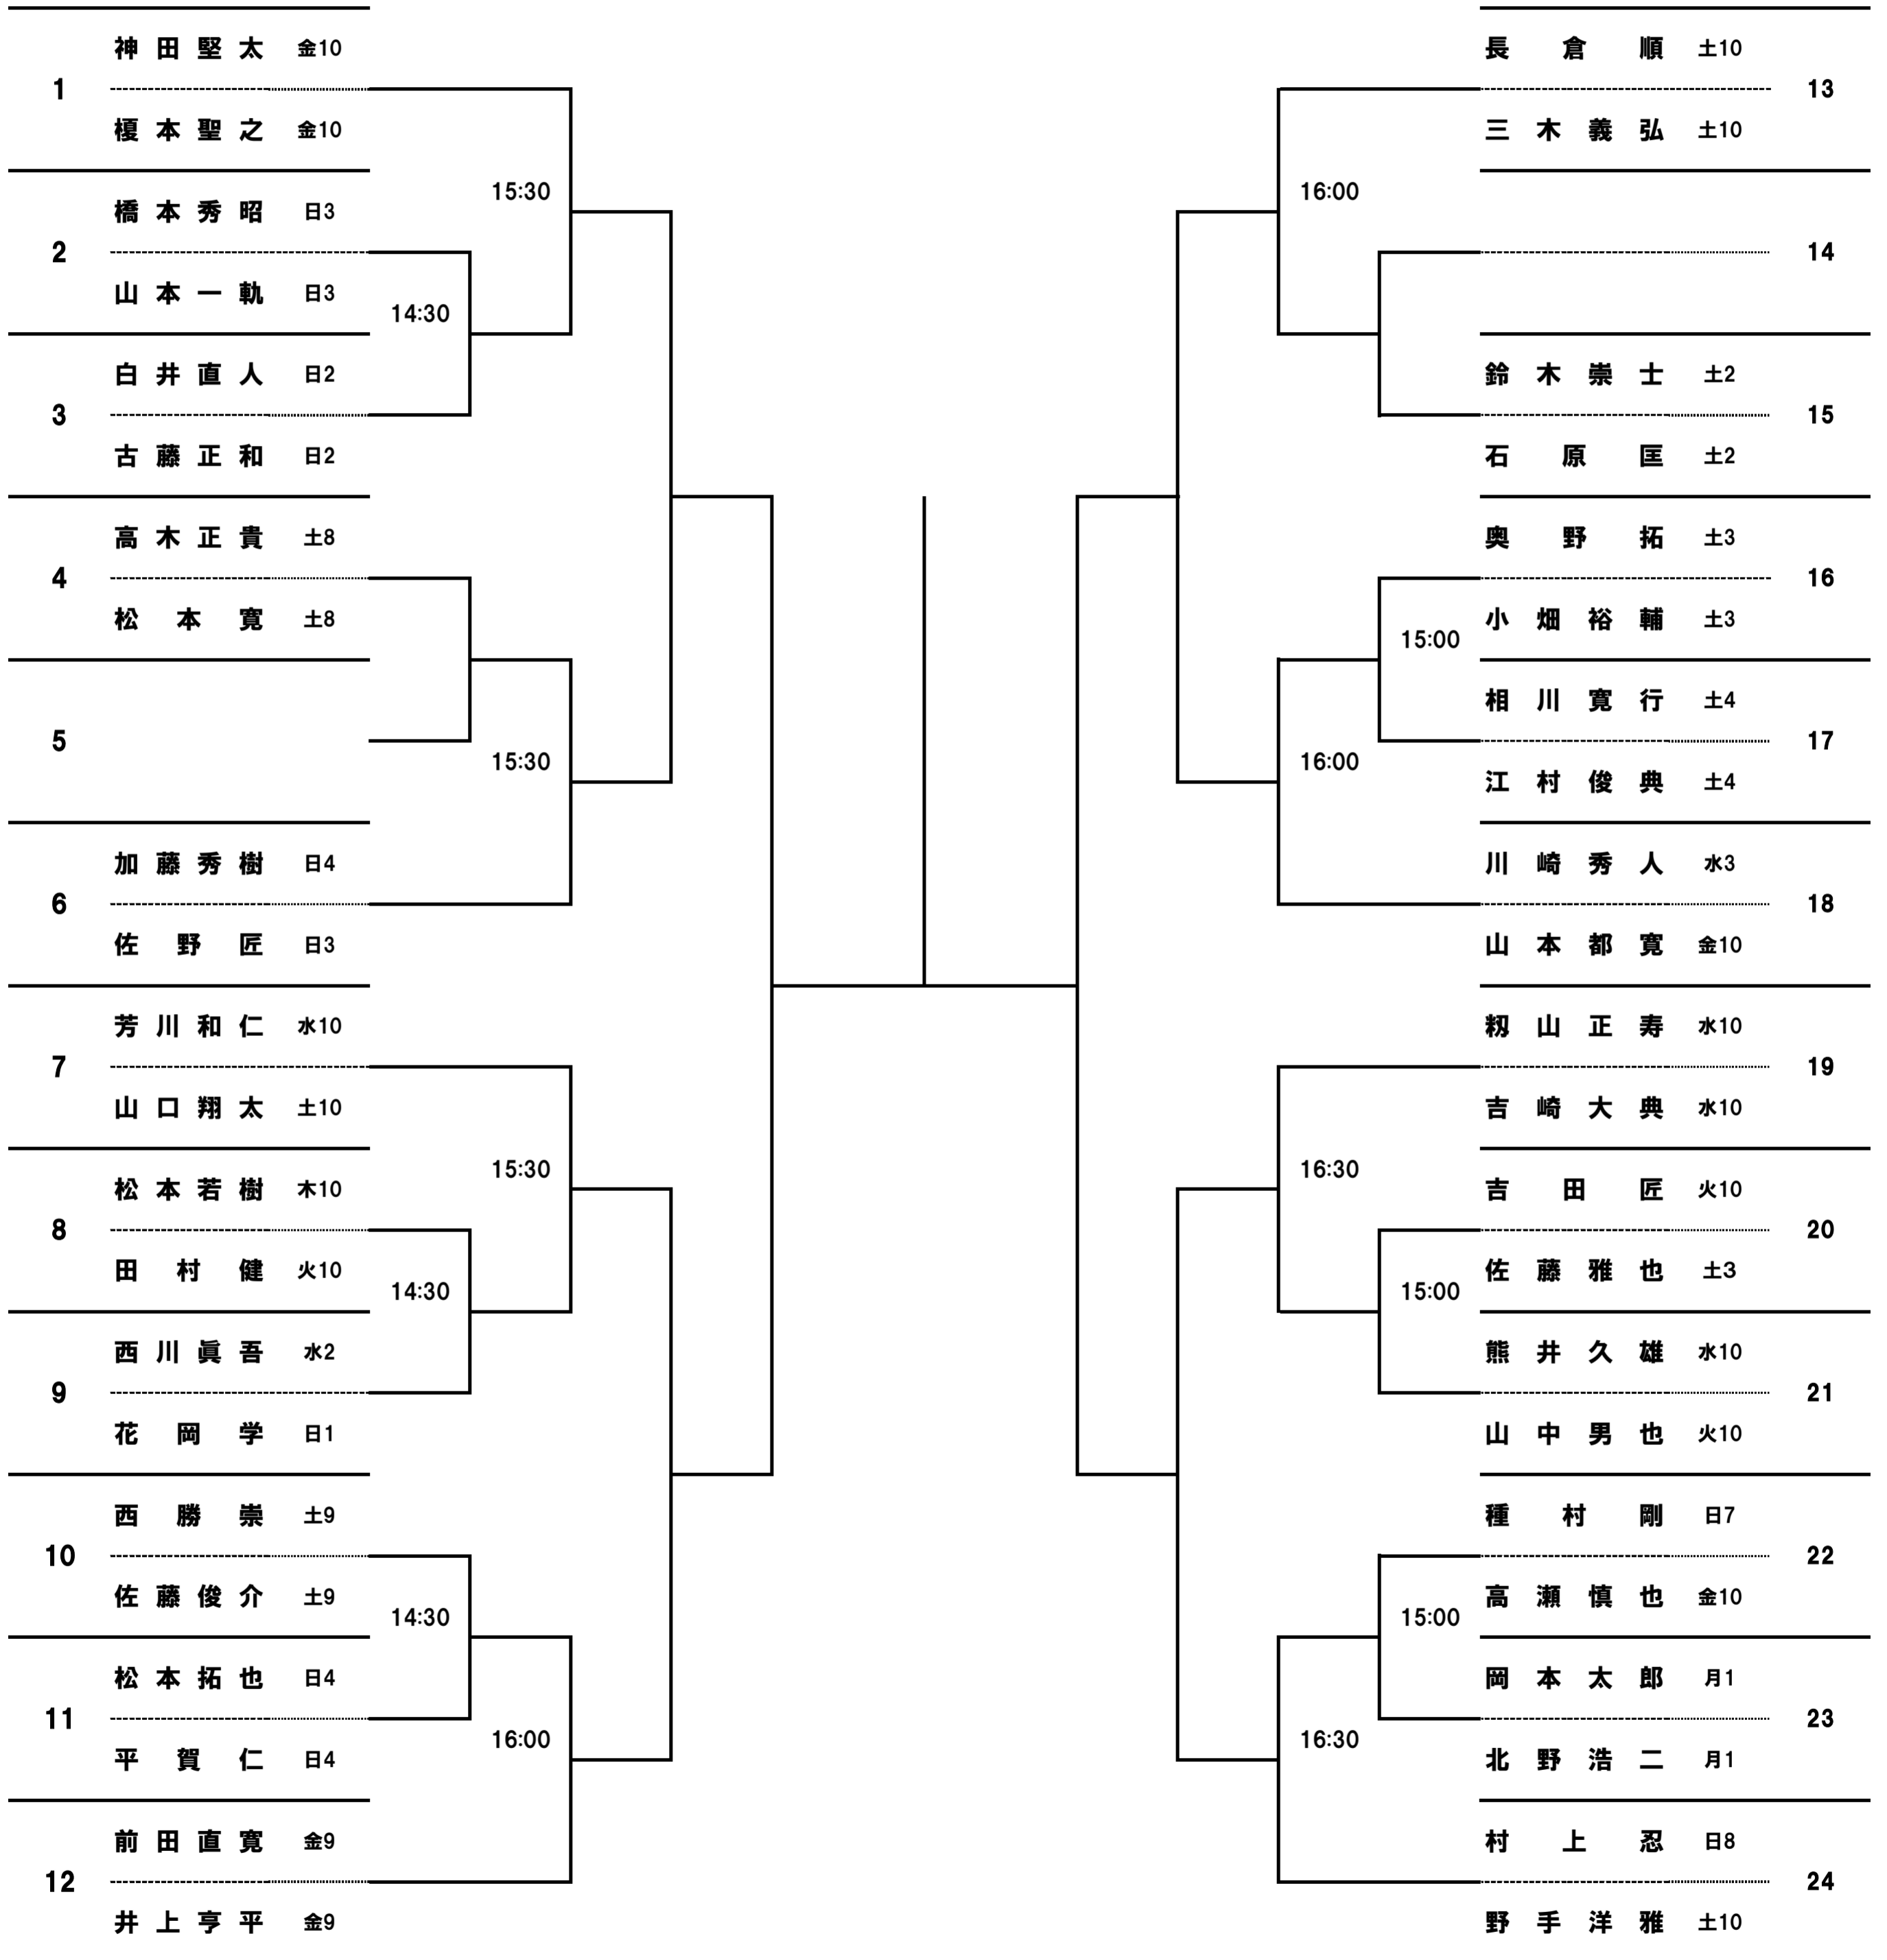 神田堅太 金10
1
榎本聖之 金10
15:30
橋本秀昭 日3
2
山本一軌 日3
14:30
白井直人 日2
3
古藤正和 日2
高木正貴 土8
4
松本寛 土8
5
15:30
加藤秀樹 日4
6
佐野匠 日3
芳川和仁 水10
7
山口翔太 土10
15:30
松本若樹 木10
8
田村健 火10
14:30
西川眞吾 水2
9
花岡学 日1
西勝崇 土9
10
佐藤俊介 土9
14:30
松本拓也 日4
11
平賀仁 日4
16:00
前田直寛 金9
12
井上亨平 金9
長倉順 土10
13
三木義弘 土10
16:00
14
鈴木崇士 土2
15
石原匡 土2
奥野拓 土3
16
小畑裕輔 土3
15:00
相川寛行 土4
17
江村俊典 土4
16:00
川崎秀人 水3
18
山本都寛 金10
籾山正寿 水10
19
吉崎大典 水10
16:30
吉田匠 火10
20
佐藤雅也 土3
15:00
熊井久雄 水10
21
山中男也 火10
種村剛 日7
22
高瀬慎也 金10
15:00
岡本太郎 月1
23
北野浩二 月1
16:30
村上忍 日8
24
野手洋雅 土10